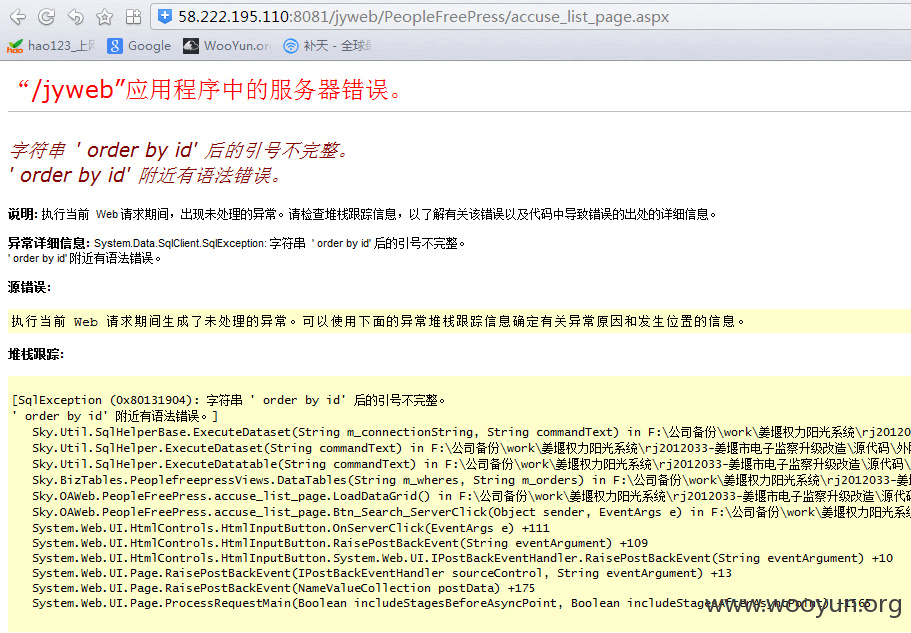 58.222.195.110:8081/jyweb/PeopleFreePress/accuse_list_page.aspx
hao123_上网 Google WooYun.or 补天 - 全球
“/jyweb”应用程序中的服务器错误。
字符串 ' order by id' 后的引号不完整。
' order by id' 附近有语法错误。
说明: 执行当前 Web 请求期间，出现未处理的异常。请检查堆栈跟踪信息，以了解有关该错误以及代码中导致错误的出处的详细信息。
异常详细信息: System.Data.SqlClient.SqlException: 字符串 ' order by id' 后的引号不完整。
' order by id' 附近有语法错误。
源错误:
执行当前 Web 请求期间生成了未处理的异常。可以使用下面的异常堆栈跟踪信息确定有关异常原因和发生位置的信息。
堆栈跟踪:
[SqlException (0x80131904): 字符串 ' order by id' 后的引号不完整。
' order by id' 附近有语法错误。]
Sky.Util.SqlHelperBase.ExecuteDataset(String m_connectionString, String commandText) in F:\公司备份\work\姜堰权力阳光系统\rj2012033
Sky.Util.SqlHelper.ExecuteDataset(String commandText) in F:\公司备份\work\姜堰权力阳光系统\rj2012033-姜堰市电子监察升级改造\源代码\外网
Sky.Util.SqlHelper.ExecuteDatatable(String commandText) in F:\公司备份\work\姜堰权力阳光系统\rj2012033-姜堰市电子监察升级改造\源代码\
Sky.BizTables.PeoplefreepressViews.DataTables(String m_wheres, String m_orders) in F:\公司备份\work\姜堰权力阳光系统\rj2012033-姜堰
Sky.OAWeb.PeopleFreePress.accuse_list_page.LoadDataGrid() in F:\公司备份\work\姜堰权力阳光系统\rj2012033-姜堰市电子监察升级改造\源代码
Sky.OAWeb.PeopleFreePress.accuse_list_page.Btn_Search_ServerClick(Object sender, EventArgs e) in F:\公司备份\work\姜堰权力阳光系统
System.Web.UI.HtmlControls.HtmlInputButton.OnServerClick(EventArgs e) +111
System.Web.UI.HtmlControls.HtmlInputButton.RaisePostBackEvent(String eventArgument) +109
System.Web.UI.HtmlControls.HtmlInputButton.System.Web.UI.IPostBackEventHandler.RaisePostBackEvent(String eventArgument) +10
System.Web.UI.Page.RaisePostBackEvent(IPostBackEventHandler sourceControl, String eventArgument) +13
System.Web.UI.Page.RaisePostBackEvent(NameValueCollection postData) +175
System.Web.UI.Page.ProcessRequestMain(Boolean includeStagesBeforeAsyncPoint, Boolean includeStagesAfterAsyncPoint) +1565
www.wooyun.org